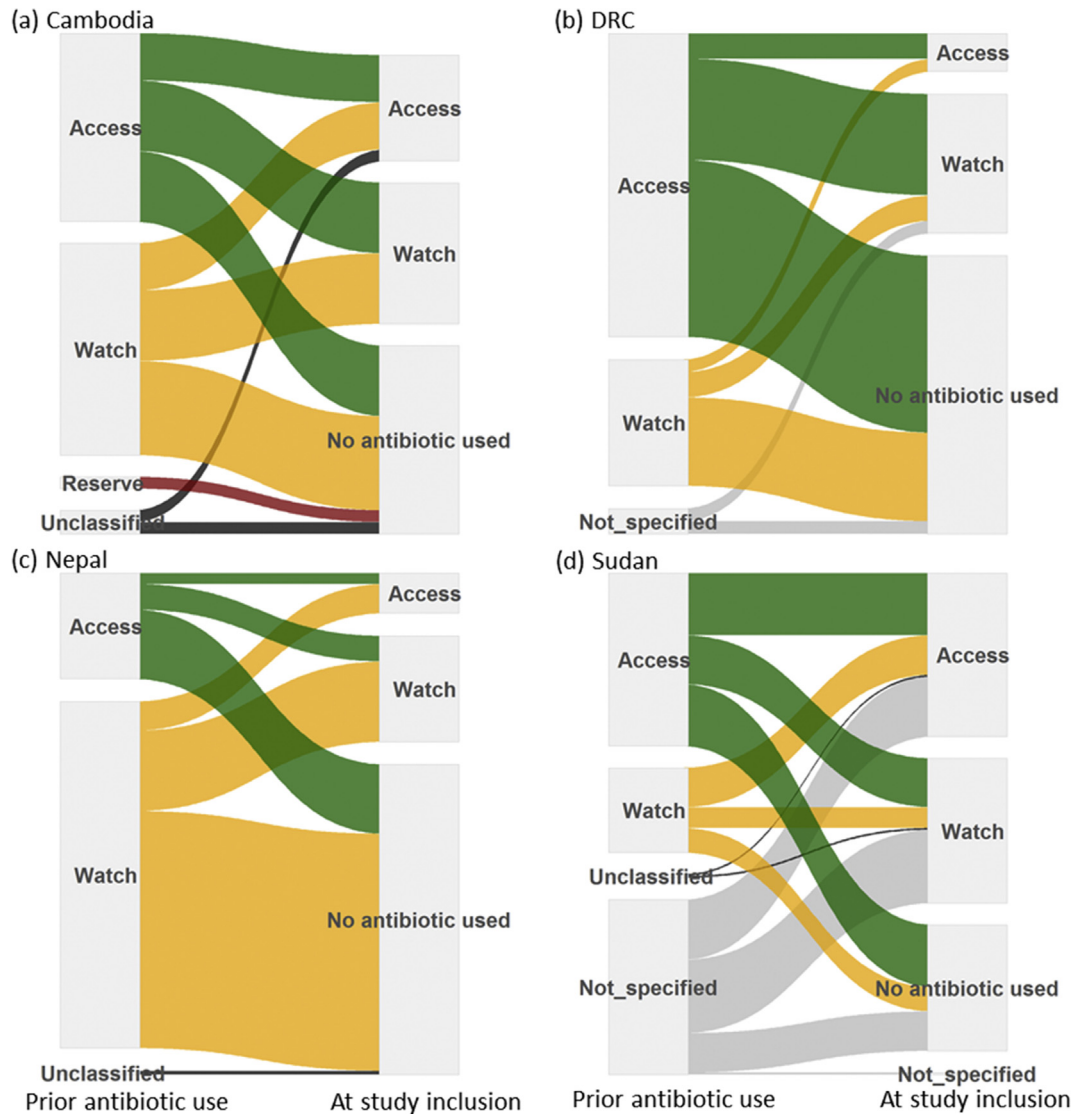 (a) Cambodia
Access
Watch
Reserve
Unclassified
Access
Watch
No antibiotic used
(b) DRC
Access
Watch
Not_specified
Access
Watch
No antibiotic used
(c) Nepal
Access
Watch
Unclassified
Access
Watch
No antibiotic used
Prior antibiotic use
At study inclusion
(d) Sudan
Access
Watch
Unclassified
Not_specified
Access
Watch
No antibiotic used
Not_specified
Prior antibiotic use
At study inclusion